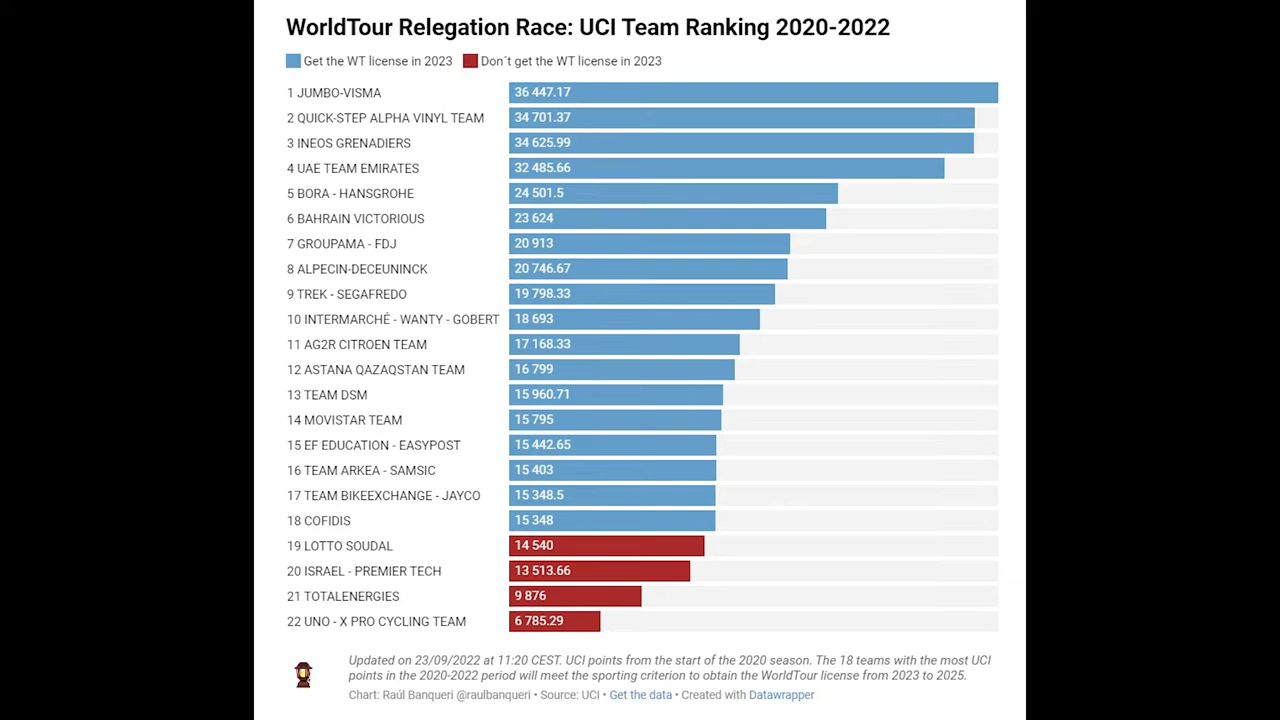 WorldTour Relegation Race: UCI Team Ranking 2020-2022
Get the WT license in 2023 Don´t get the WT license in 2023
1 JUMBO-VISMA 36 447.17
2 QUICK-STEP ALPHA VINYL TEAM 34 701.37
3 INEOS GRENADIERS 34 625.99
4 UAE TEAM EMIRATES 32 485.66
5 BORA - HANSGROHE 24 501.5
6 BAHRAIN VICTORIOUS 23 624
7 GROUPAMA - FDJ 20 913
8 ALPECIN-DECEUNINCK 20 746.67
9 TREK - SEGAFREDO 19 798.33
10 INTERMARCHÉ - WANTY - GOBERT 18 693
11 AG2R CITROEN TEAM 17 168.33
12 ASTANA QAZAQSTAN TEAM 16 799
13 TEAM DSM 15 960.71
14 MOVISTAR TEAM 15 795
15 EF EDUCATION - EASYPOST 15 442.65
16 TEAM ARKEA - SAMSIC 15 403
17 TEAM BIKEEXCHANGE - JAYCO 15 348.5
18 COFIDIS 15 348
19 LOTTO SOUDAL 14 540
20 ISRAEL - PREMIER TECH 13 513.66
21 TOTALENERGIES 9 876
22 UNO - X PRO CYCLING TEAM 6 785.29
Updated on 23/09/2022 at 11:20 CEST. UCI points from the start of the 2020 season. The 18 teams with the most UCI
points in the 2020-2022 period will meet the sporting criterion to obtain the WorldTour license from 2023 to 2025.
Chart: Raúl Banqueri @raulbanqueri • Source: UCI • Get the data • Created with Datawrapper